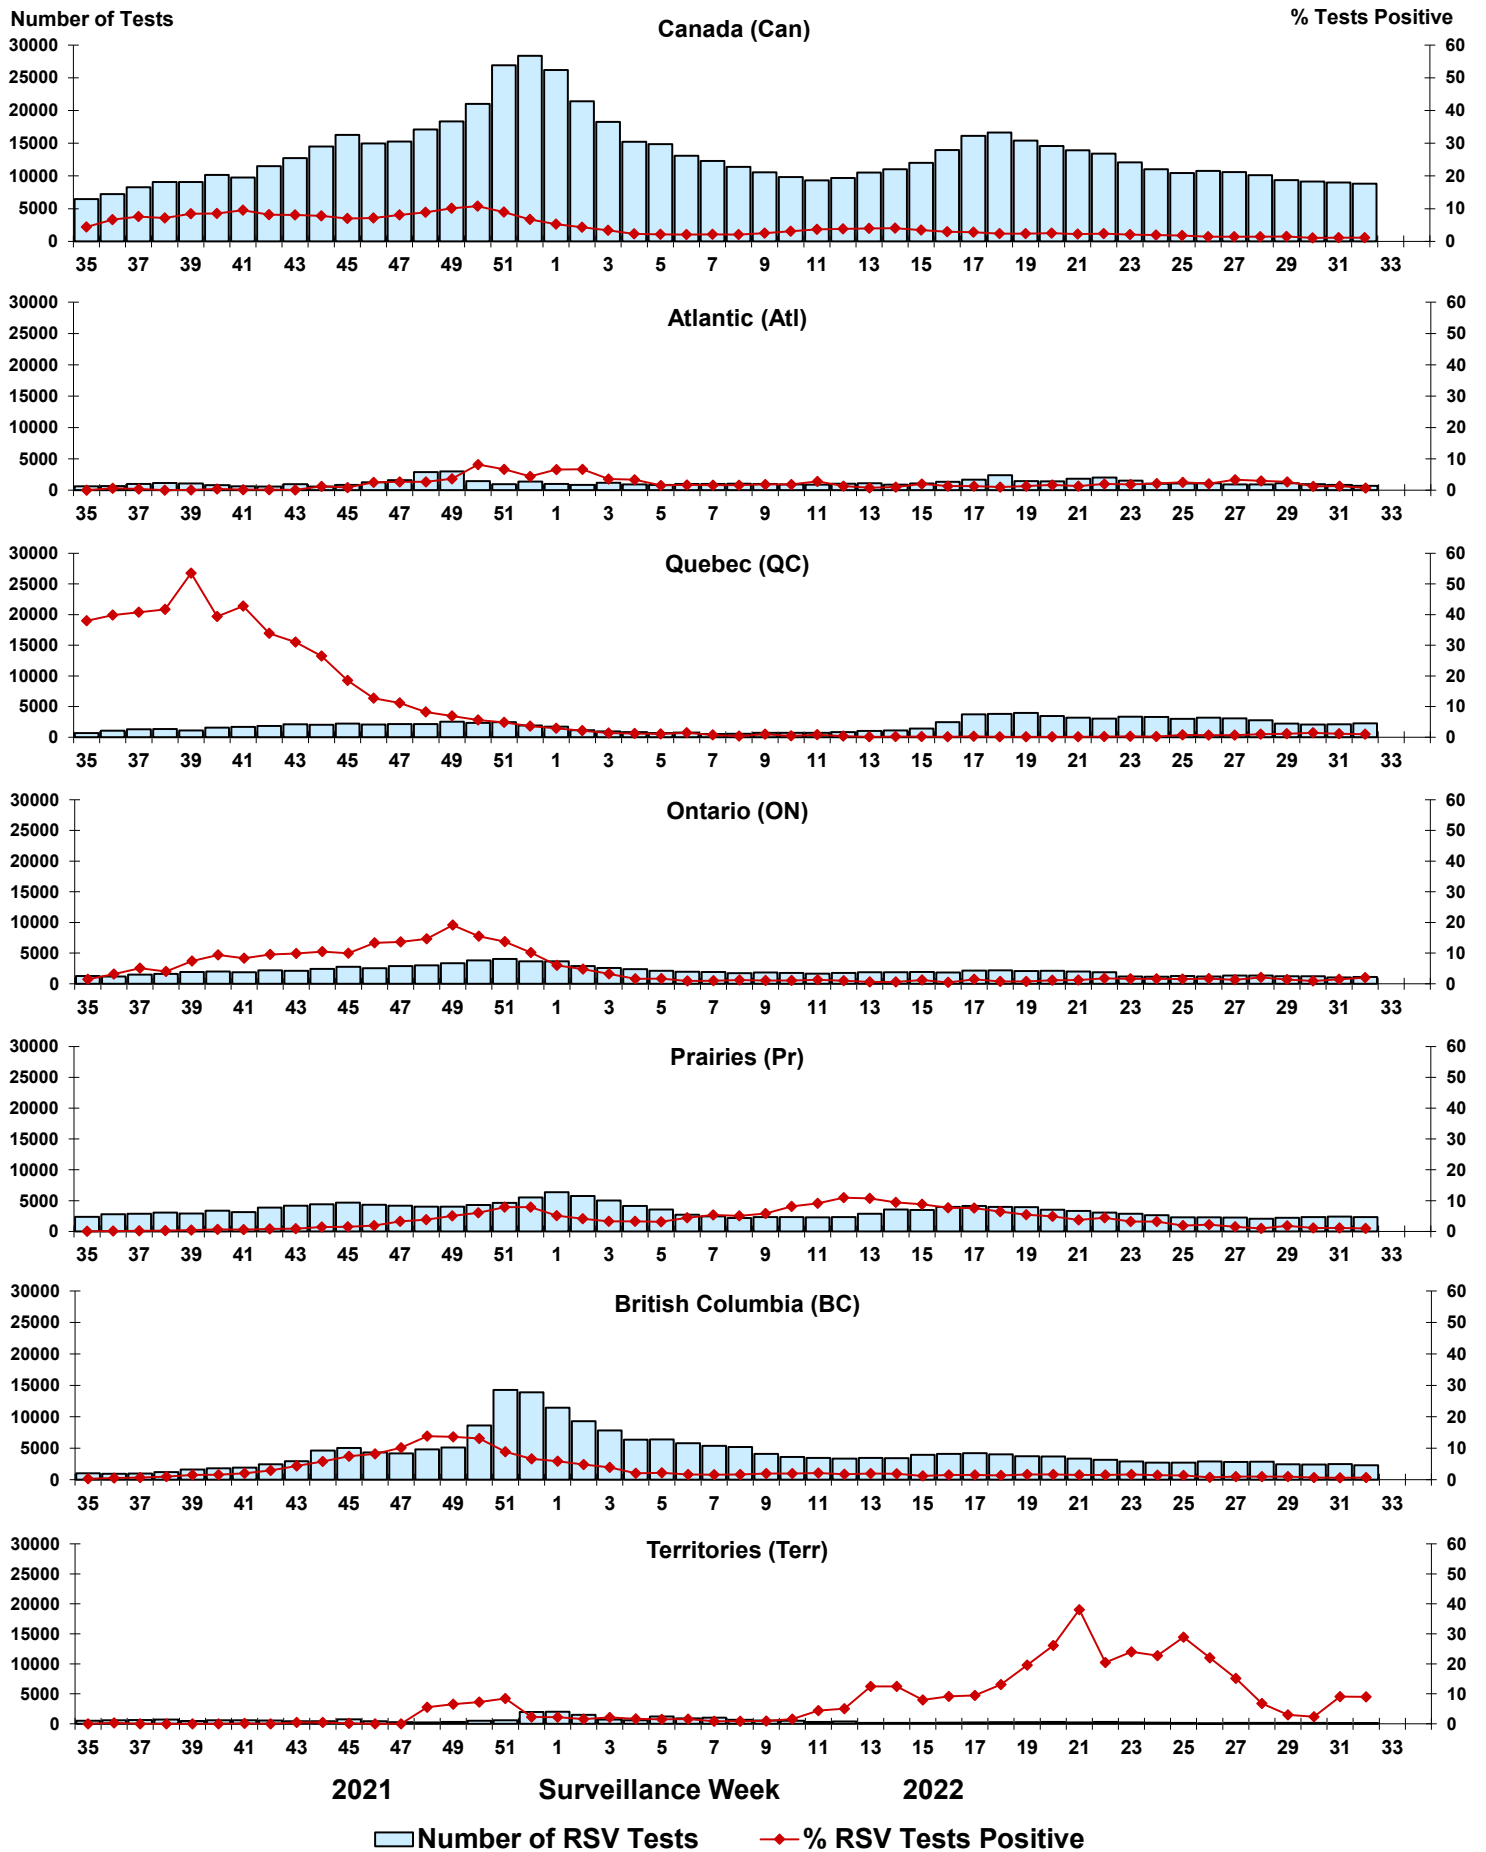 Number of Tests
Canada (Can)
% Tests Positive
30000 60
25000 50
20000 40
15000 30
10000 20
5000 10
0 0
35 37 39 41 43 45 47 49 51 1 3 5 7 9 11 13 15 17 19 21 23 25 27 29 31 33
Atlantic (Atl)
30000 60
25000 50
20000 40
15000 30
10000 20
5000 10
0 0
35 37 39 41 43 45 47 49 51 1 3 5 7 9 11 13 15 17 19 21 23 25 27 29 31 33
Quebec (QC)
30000 60
25000 50
20000 40
15000 30
10000 20
5000 10
0 0
35 37 39 41 43 45 47 49 51 1 3 5 7 9 11 13 15 17 19 21 23 25 27 29 31 33
Ontario (ON)
30000 60
25000 50
20000 40
15000 30
10000 20
5000 10
0 0
35 37 39 41 43 45 47 49 51 1 3 5 7 9 11 13 15 17 19 21 23 25 27 29 31 33
Prairies (Pr)
30000 60
25000 50
20000 40
15000 30
10000 20
5000 10
0 0
35 37 39 41 43 45 47 49 51 1 3 5 7 9 11 13 15 17 19 21 23 25 27 29 31 33
British Columbia (BC)
30000 60
25000 50
20000 40
15000 30
10000 20
5000 10
0 0
35 37 39 41 43 45 47 49 51 1 3 5 7 9 11 13 15 17 19 21 23 25 27 29 31 33
Territories (Terr)
30000 60
25000 50
20000 40
15000 30
10000 20
5000 10
0 0
35 37 39 41 43 45 47 49 51 1 3 5 7 9 11 13 15 17 19 21 23 25 27 29 31 33
2021 Surveillance Week 2022
Number of RSV Tests % RSV Tests Positive